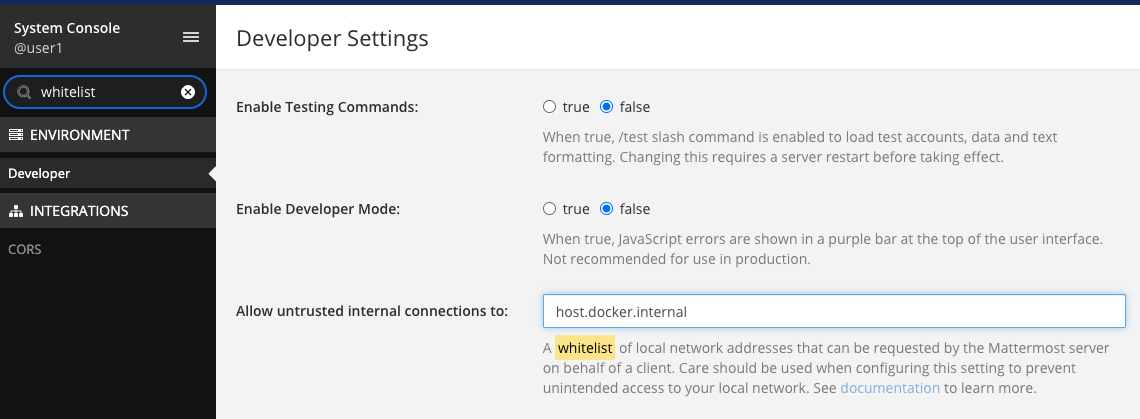 System Console
@user1
whitelist
ENVIRONMENT
Developer
INTEGRATIONS
CORS
Developer Settings
Enable Testing Commands:
true false
When true, /test slash command is enabled to load test accounts, data and text
formatting. Changing this requires a server restart before taking effect.
Enable Developer Mode:
true false
When true, JavaScript errors are shown in a purple bar at the top of the user interface.
Not recommended for use in production.
Allow untrusted internal connections to:
host.docker.internal
A whitelist of local network addresses that can be requested by the Mattermost server
on behalf of a client. Care should be used when configuring this setting to prevent
unintended access to your local network. See documentation to learn more.